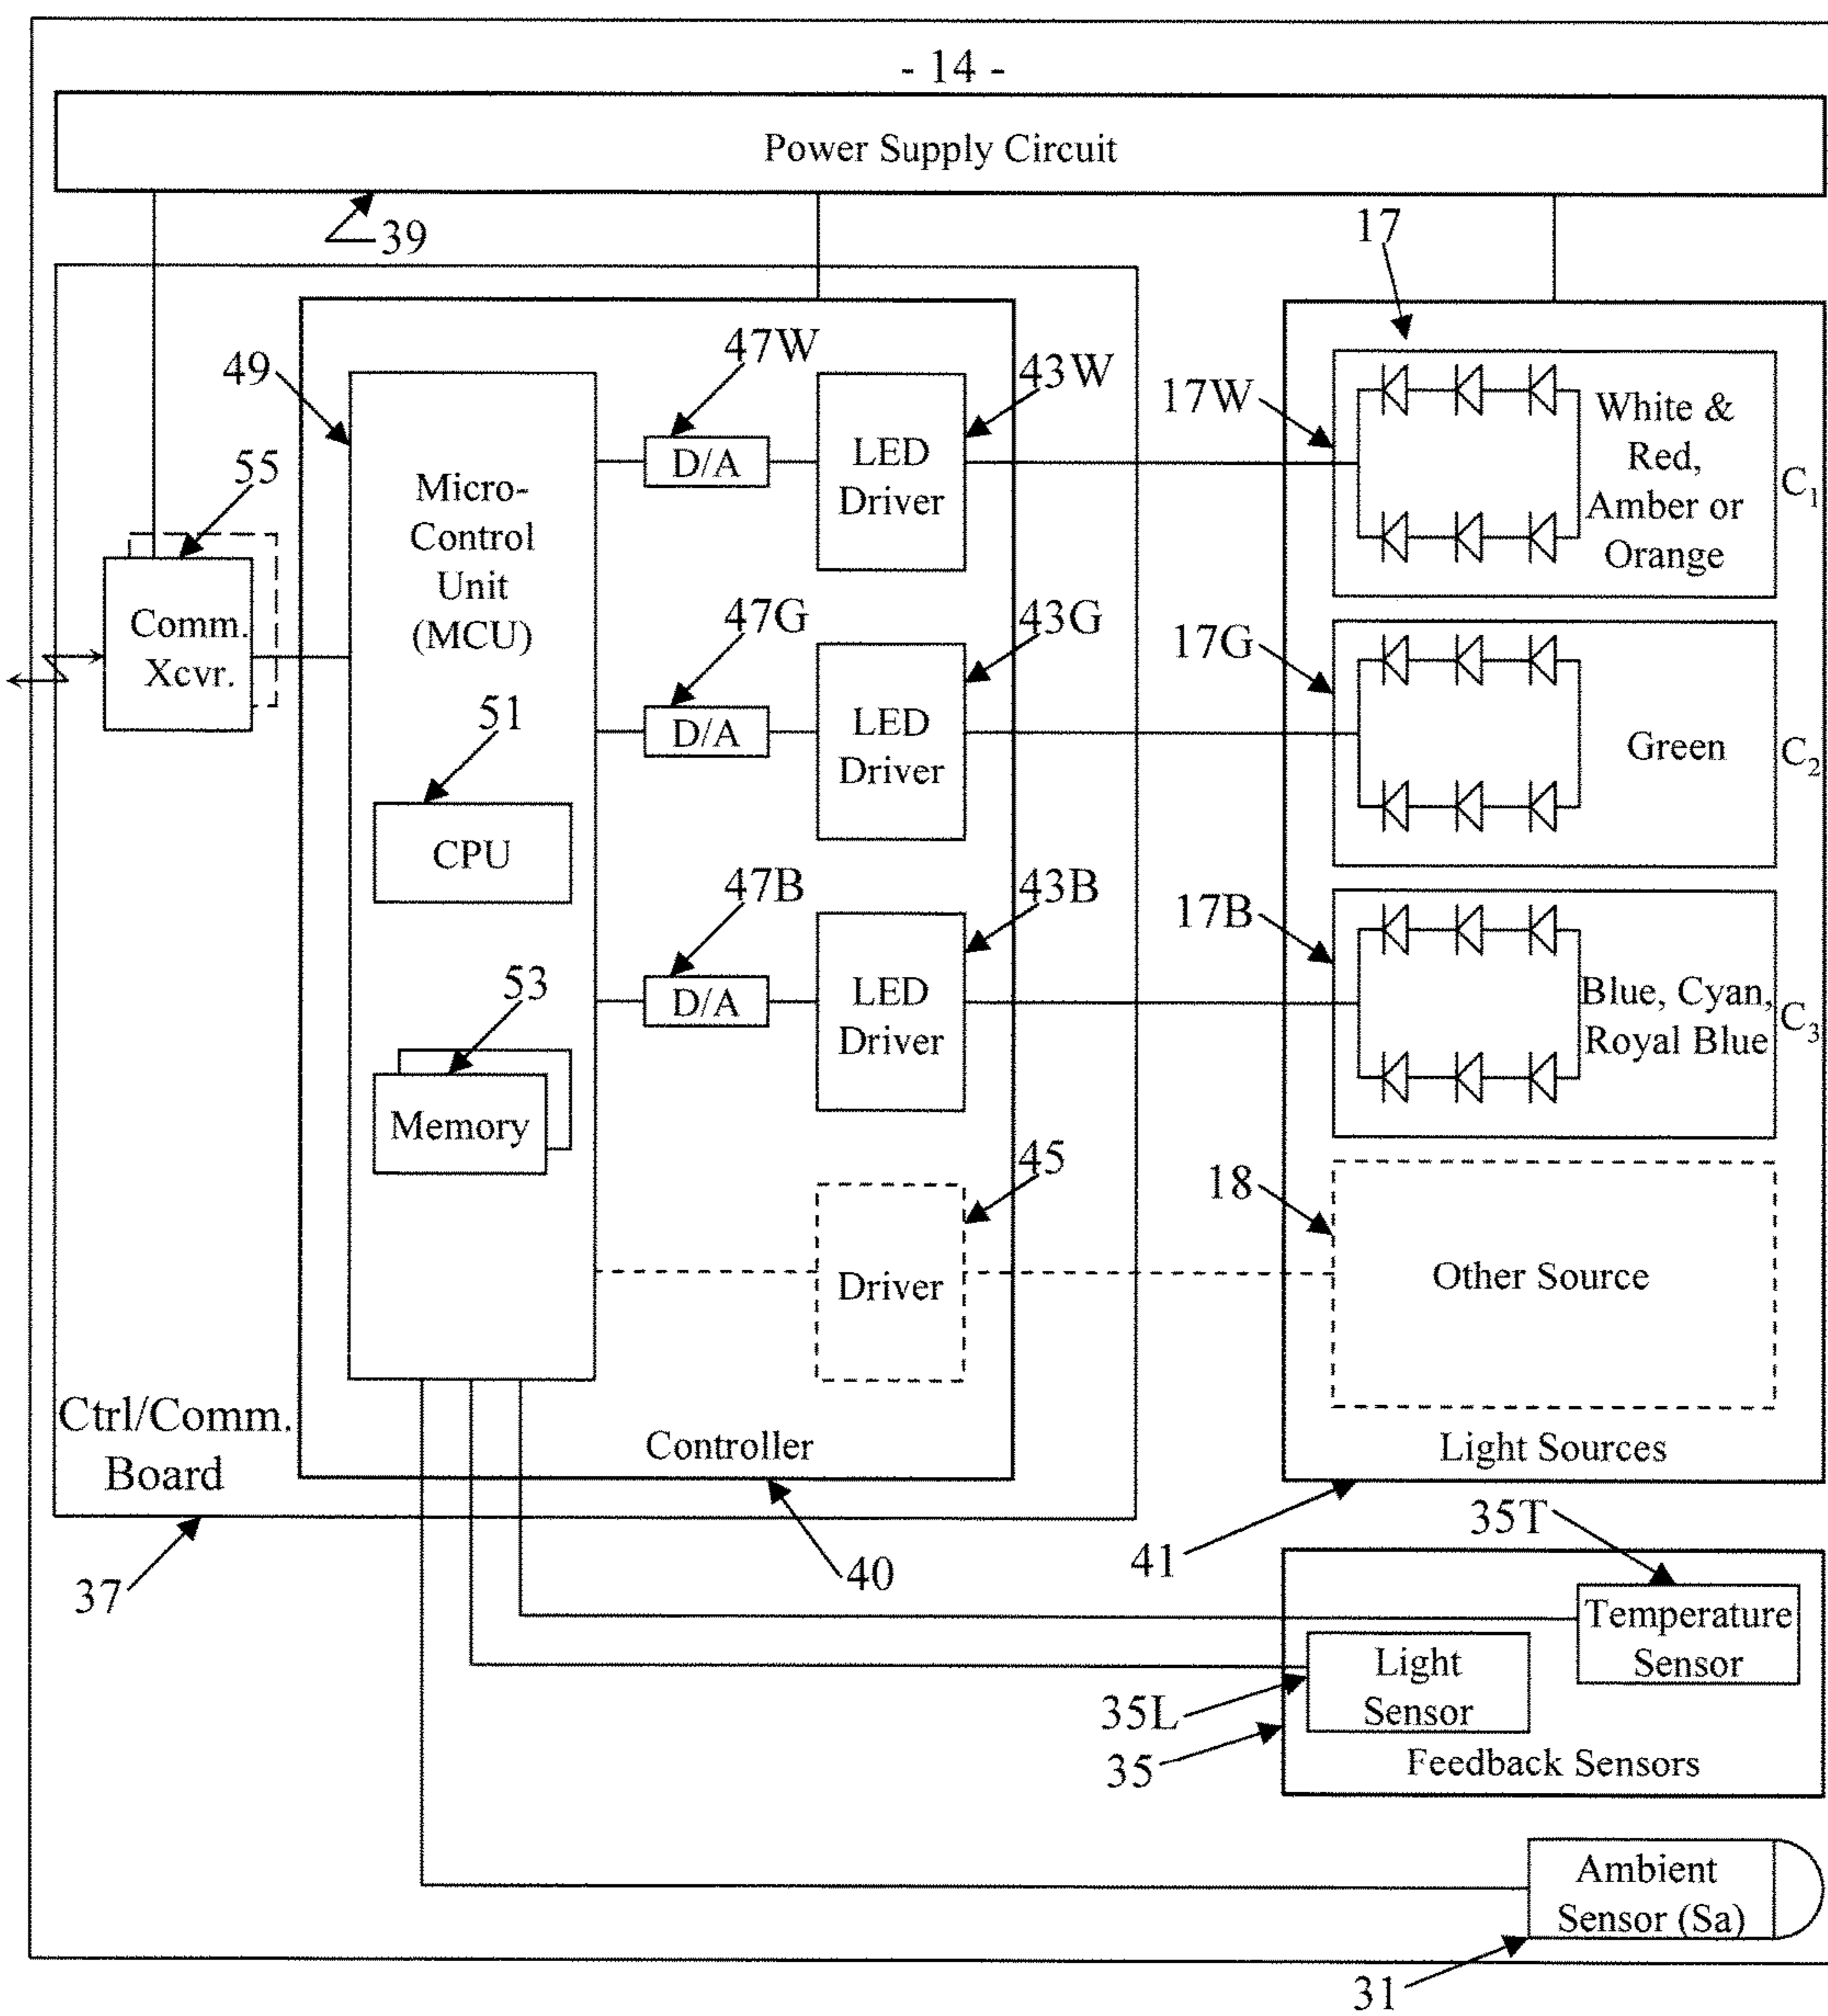 - 14 -
Power Supply Circuit
39
17
47W
43W
49
17W
White &
Red,
Amber or
Orange
C1
D/A
LED
Driver
55
Micro-
Control
Unit
(MCU)
Comm.
Xcvr.
47G
43G
17G
D/A
LED
Driver
Green
C2
51
CPU
47B
43B
17B
D/A
LED
Driver
Blue, Cyan,
Royal Blue
C3
53
Memory
45
18
Driver
Other Source
Ctrl/Comm.
Board
Controller
Light Sources
37
40
41
35T
Temperature
Sensor
Light
Sensor
35L
35
Feedback Sensors
Ambient
Sensor (Sa)
31